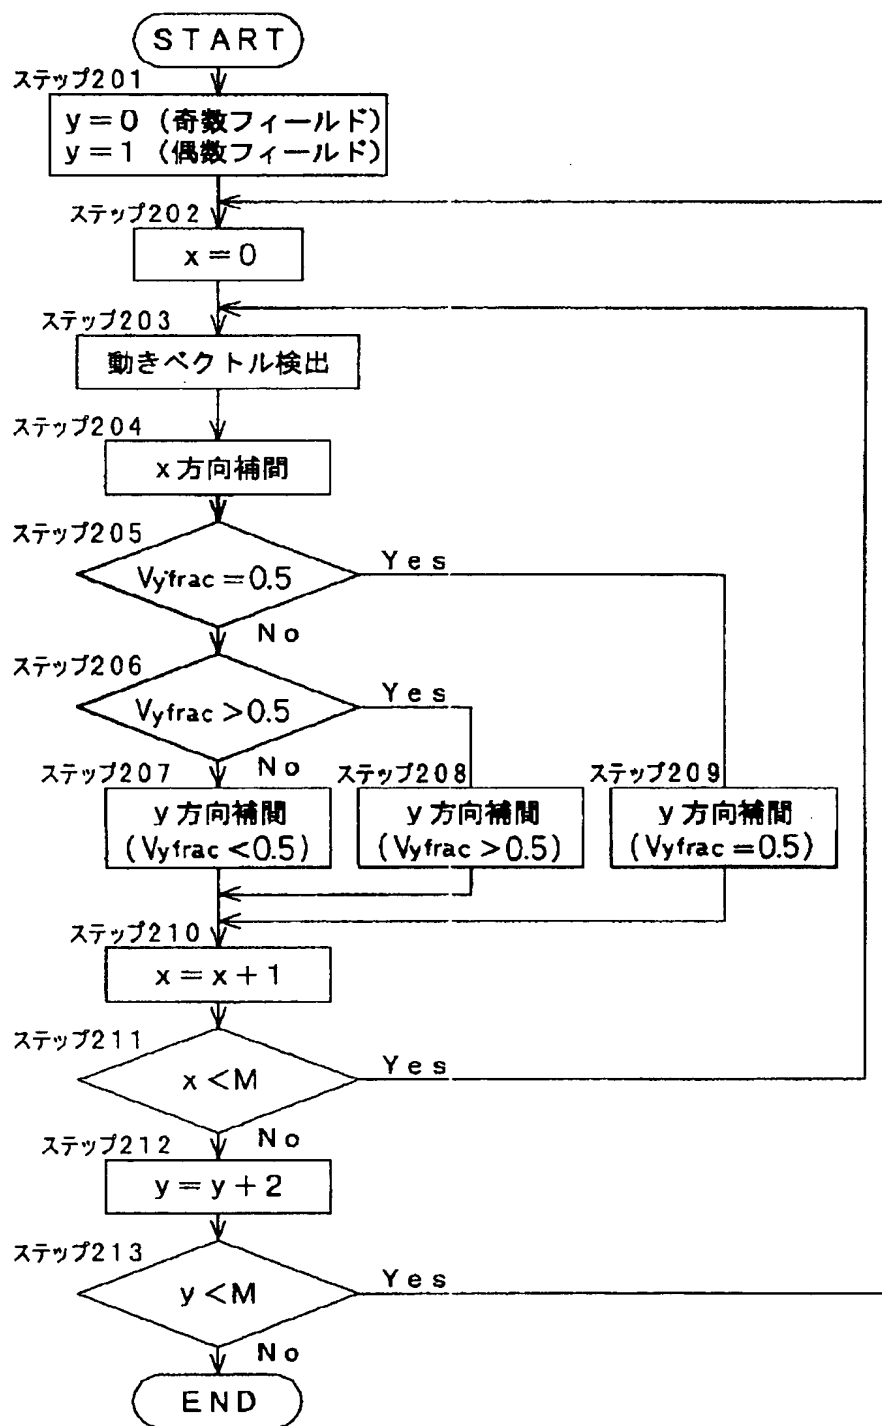 START
ステップ201
y=0 (奇数フィールド)
y=1 (偶数フィールド)
ステップ202
x=0
ステップ203
動きベクトル検出
ステップ204
x方向補間
ステップ205
Vyfrac=0.5
Yes
No
ステップ206
Vyfrac>0.5
Yes
No
ステップ207
ステップ208
ステップ209
y方向補間
(Vyfrac<0.5)
y方向補間
(Vyfrac>0.5)
y方向補間
(Vyfrac=0.5)
ステップ210
x=x+1
ステップ211
x<M
Yes
No
ステップ212
y=y+2
ステップ213
y<M
Yes
No
END